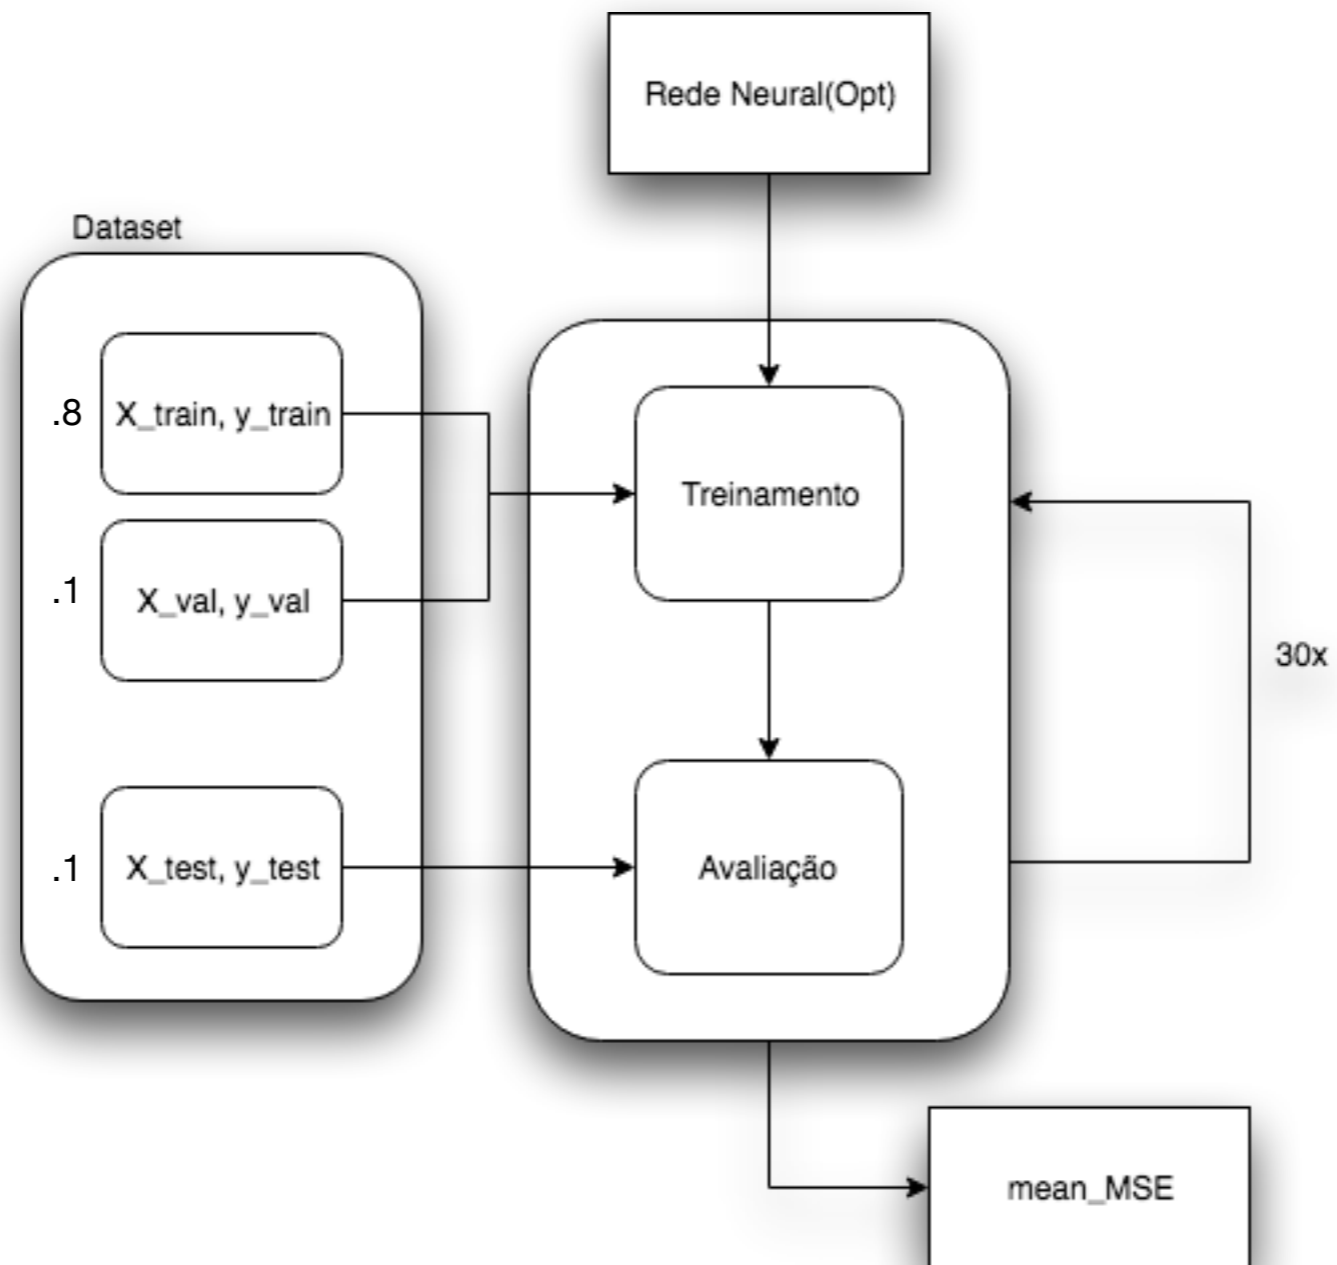 Rede Neural(Opt)
Dataset
.8
X_train, y_train
Treinamento
.1
X_val, y_val
30x
.1
X_test, y_test
Avaliação
mean_MSE